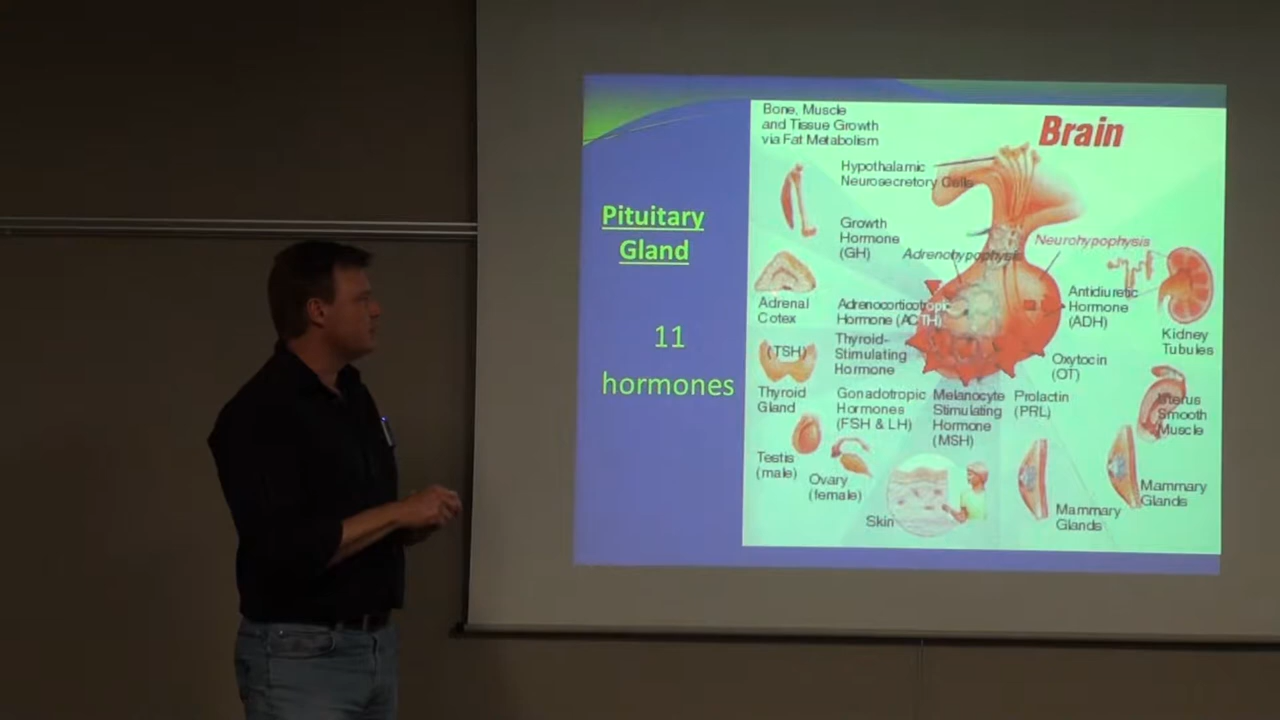 Pituitary
Gland
11
hormones
Bone, Muscle
and Tissue Growth
via Fat Metabolism
Brain
Hypothalamic
Neurosecretory Cells
Growth
Hormone
(GH)
Adrenohypophysis
Neurohypophysis
Adrenal
Cotex
Adrenocorticotropic
Hormone (ACTH)
Antidiuretic
Hormone
(ADH)
Kidney
Tubules
(TSH)
Thyroid
Gland
Thyroid-
Stimulating
Hormone
Oxytocin
(OT)
Gonadotropic
Hormones
(FSH & LH)
Melanocyte
Stimulating
Hormone
(MSH)
Prolactin
(PRL)
Uterus
Smooth
Muscle
Testis
(male)
Ovary
(female)
Skin
Mammary
Glands
Mammary
Glands